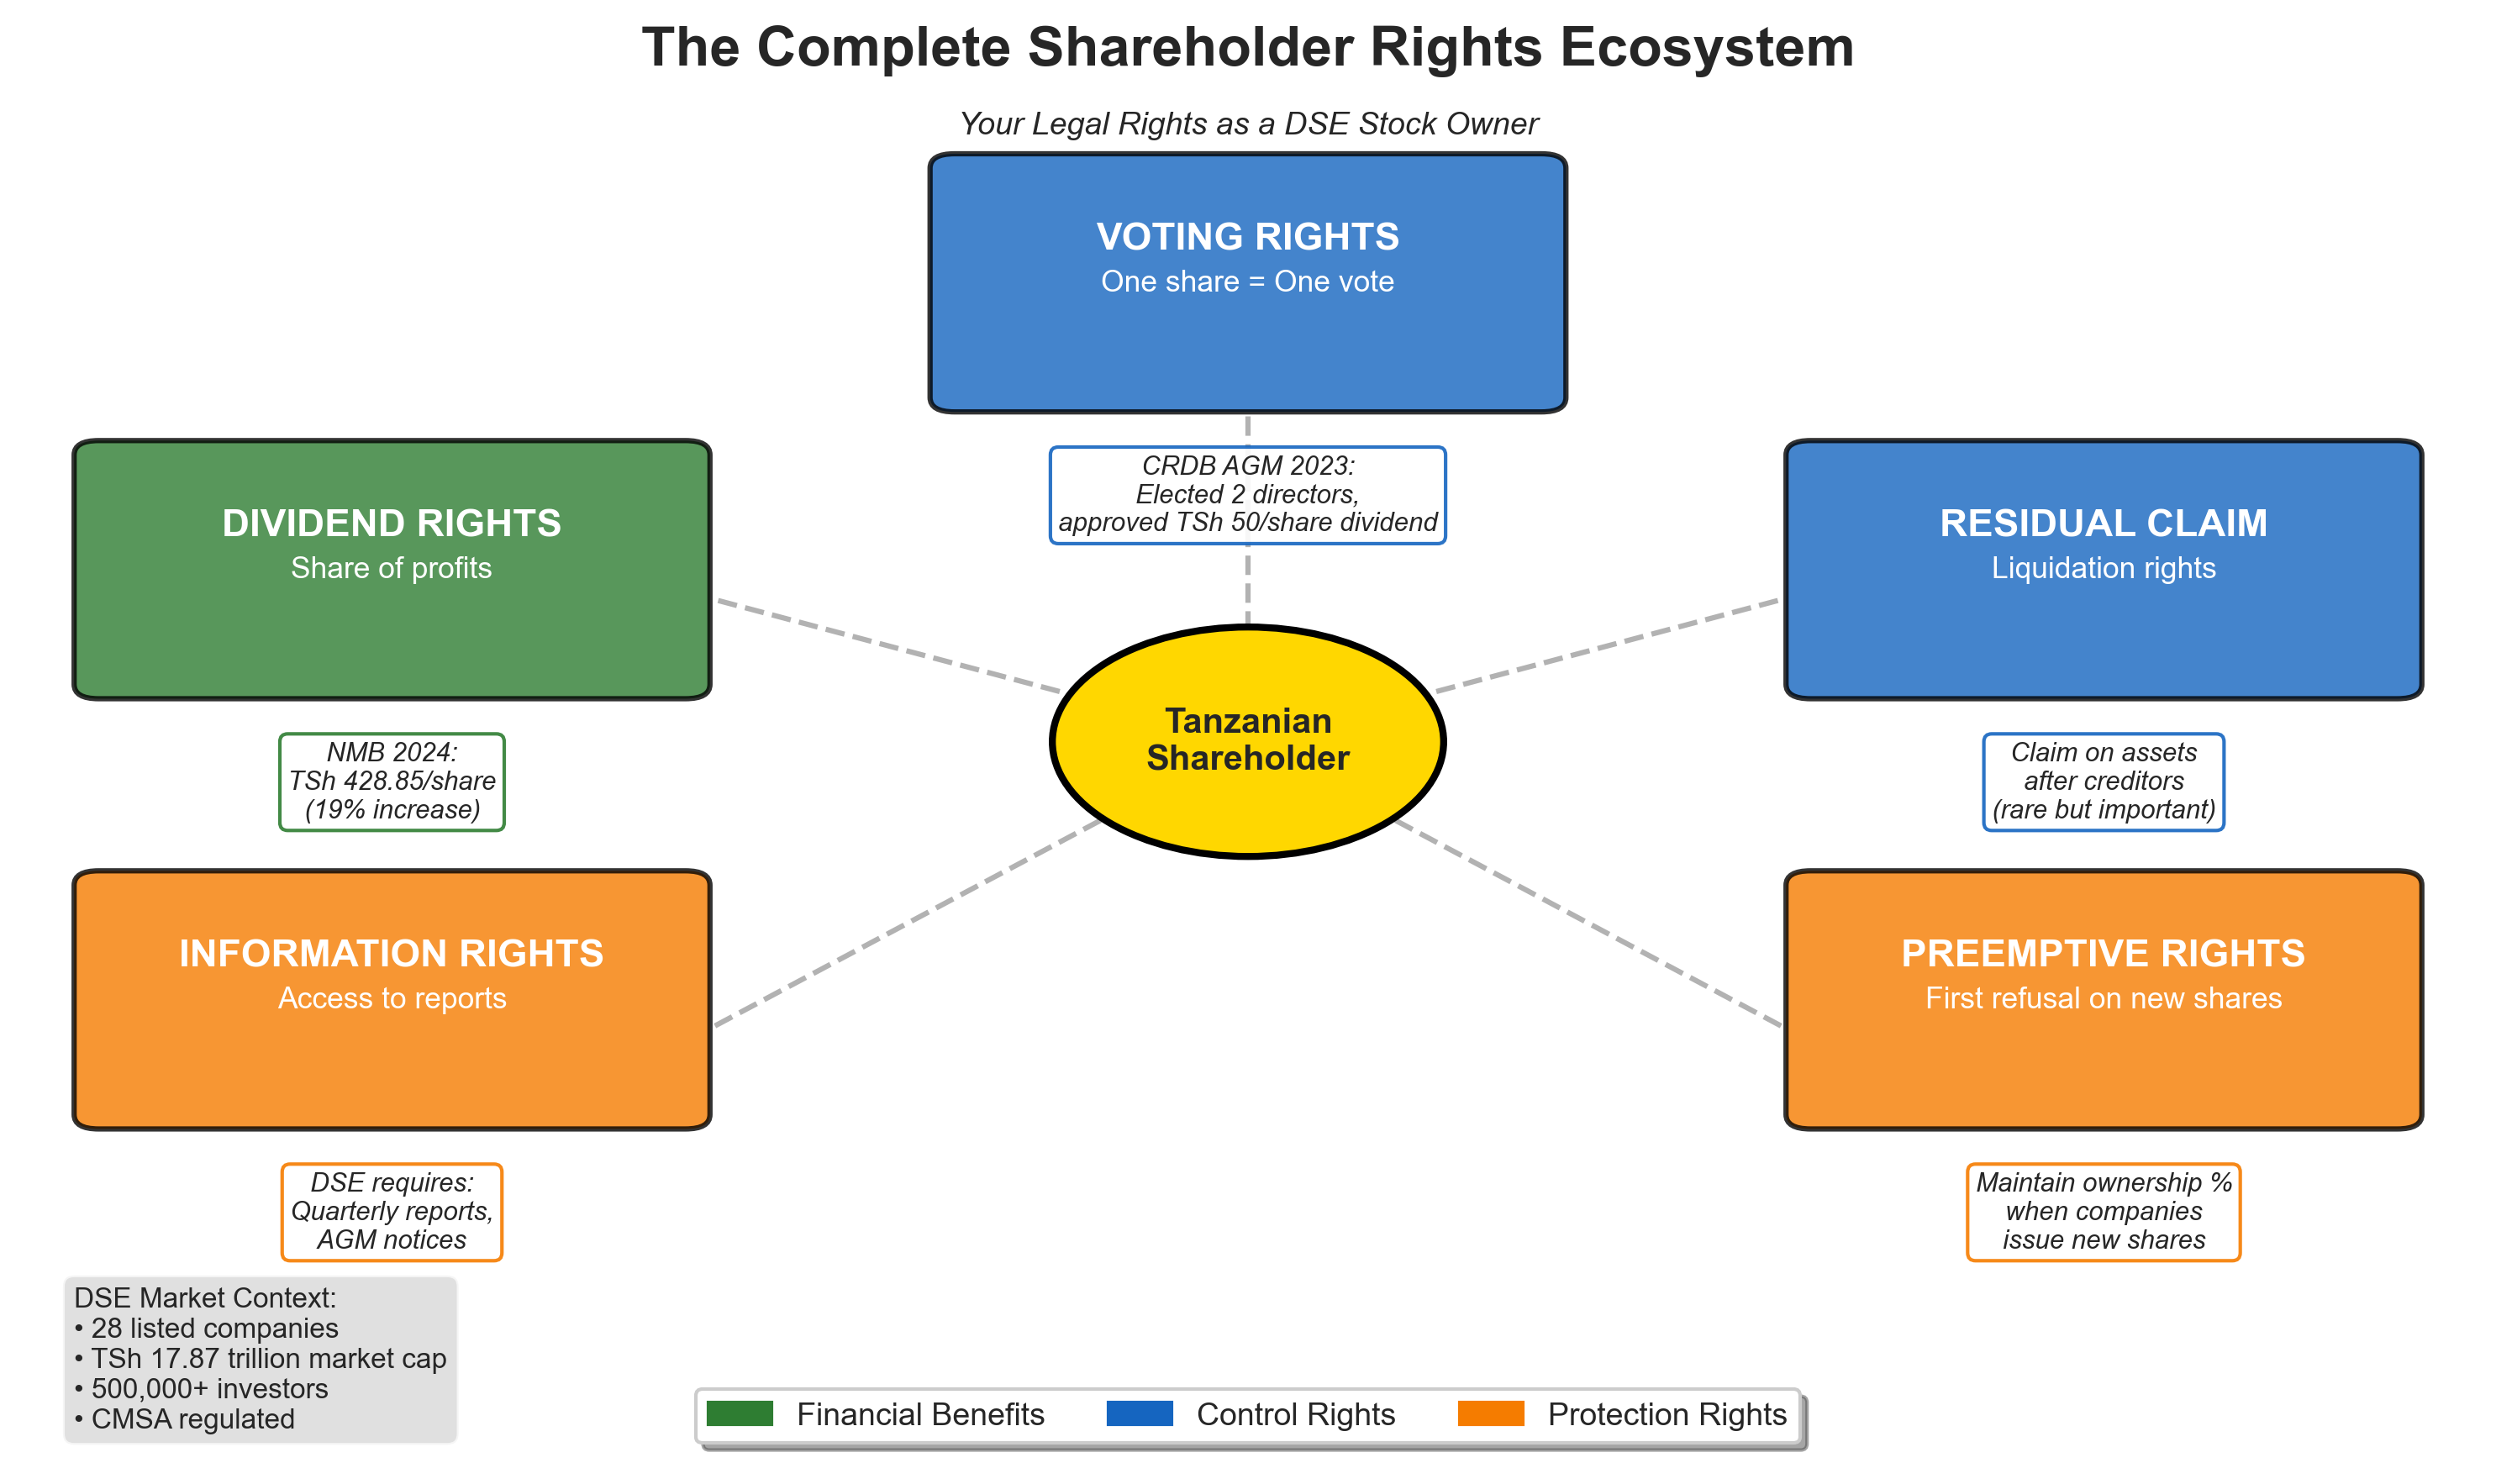 The Complete Shareholder Rights Ecosystem
Your Legal Rights as a DSE Stock Owner
VOTING RIGHTS
One share = One vote
CRDB AGM 2023:
Elected 2 directors,
approved TSh 50/share dividend
DIVIDEND RIGHTS
Share of profits
NMB 2024:
TSh 428.85/share
(19% increase)
RESIDUAL CLAIM
Liquidation rights
Claim on assets
after creditors
(rare but important)
Tanzanian
Shareholder
INFORMATION RIGHTS
Access to reports
DSE requires:
Quarterly reports,
AGM notices
PREEMPTIVE RIGHTS
First refusal on new shares
Maintain ownership %
when companies
issue new shares
DSE Market Context:
• 28 listed companies
• TSh 17.87 trillion market cap
• 500,000+ investors
• CMSA regulated
Financial Benefits
Control Rights
Protection Rights